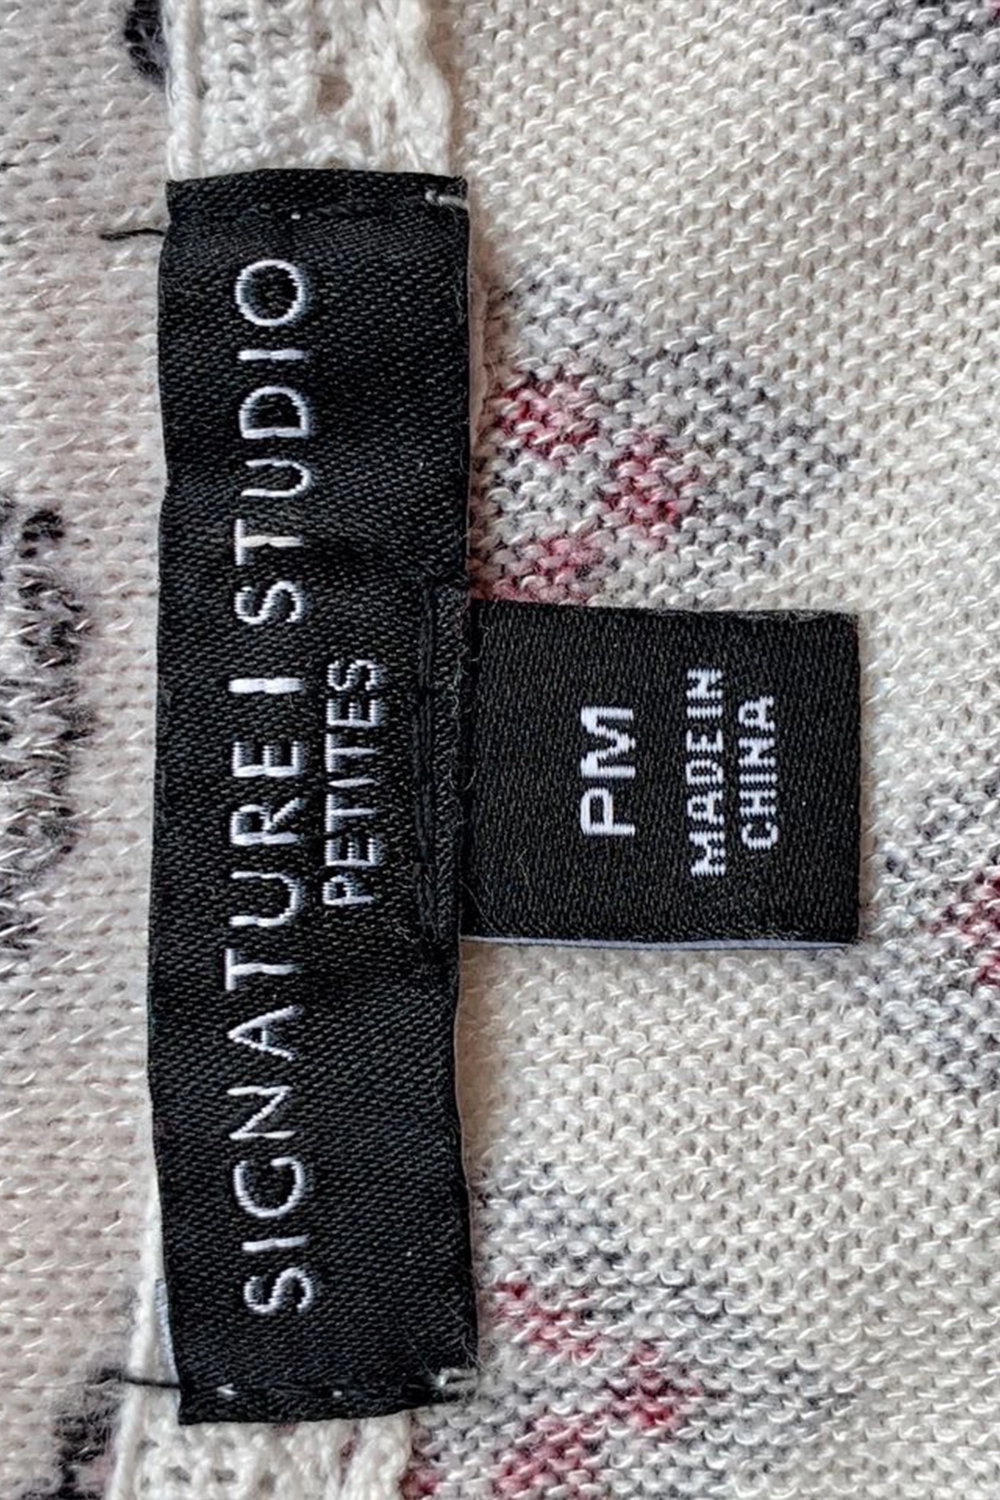 SIGNATURE | STUDIO
PETITES
PM
MADE IN
CHINA